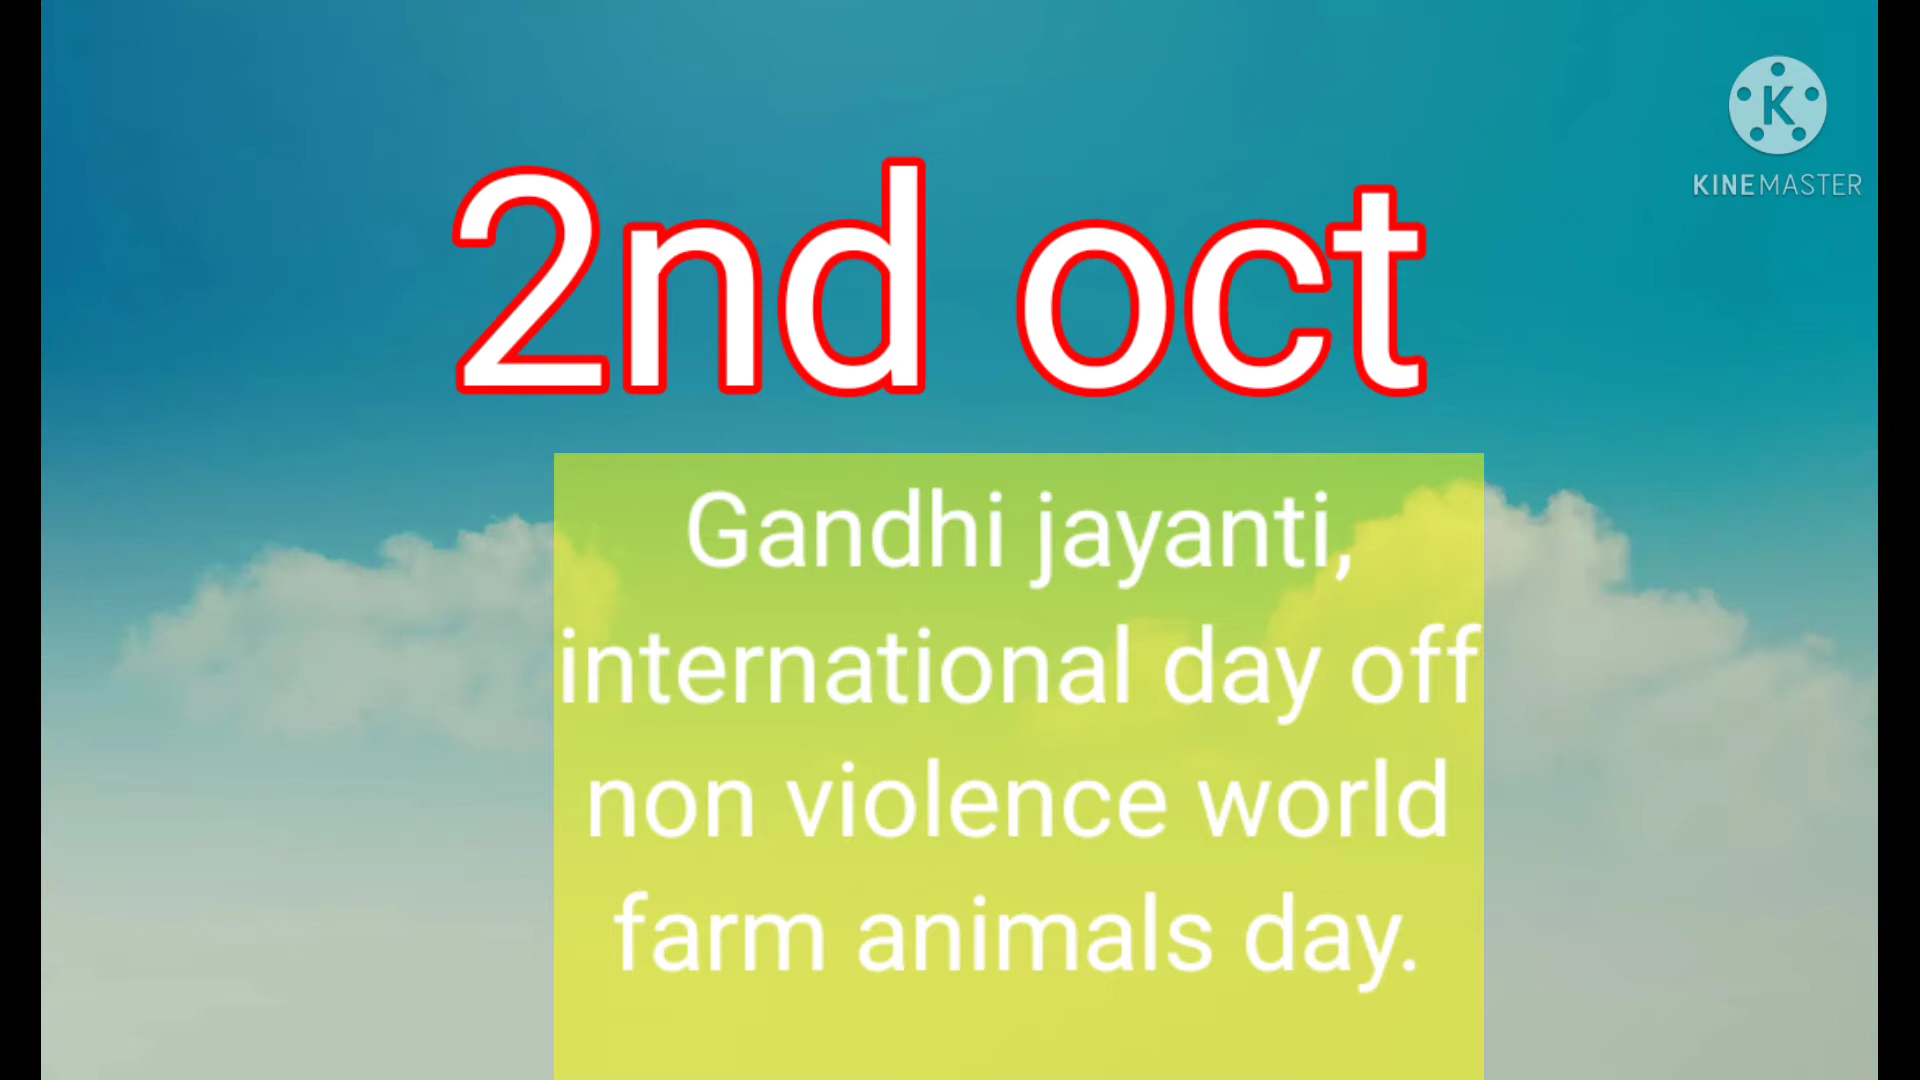 K
KINEMASTER
2nd oct
Gandhi jayanti,
international day off
non violence world
farm animals day.